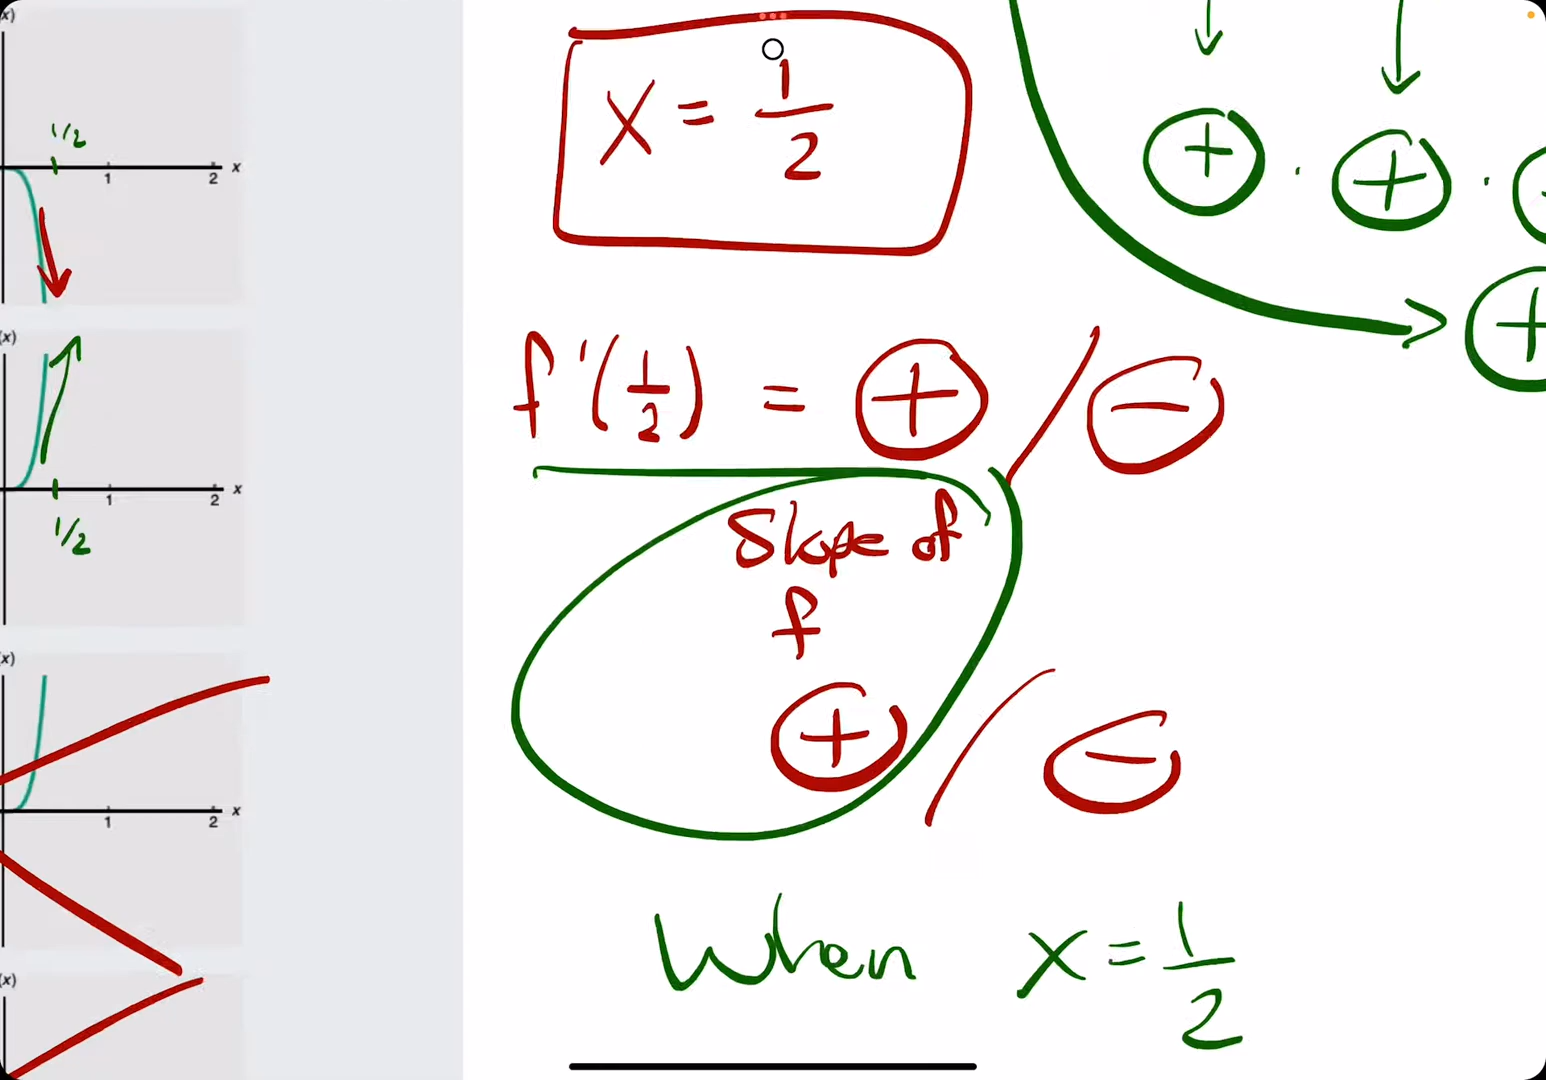 x)
1/2
1 2 x
(x)
1 2 x
1/2
(x)
1 2 x
(x)
x = 1/2
+ · + ·
+
f'(1/2) = + / −
Slope of
f
+ / −
When x = 1/2